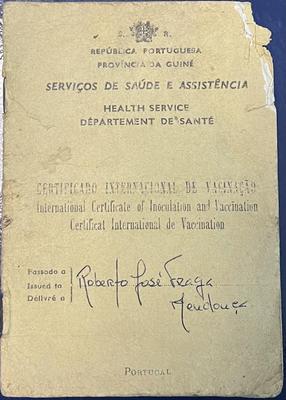 S. R.
REPÚBLICA PORTUGUESA
PROVÍNCIA DA GUINÉ
SERVIÇOS DE SAÚDE E ASSISTÊNCIA
HEALTH SERVICE
DÉPARTEMENT DE SANTÉ
CERTIFICADO INTERNACIONAL DE VACINAÇÃO
International Certificate of Inoculation and Vaccination
Certificat International de Vaccination
Passado a
Issued to
Délivré a
Roberto José Fraga
Mendonça
PORTUGAL